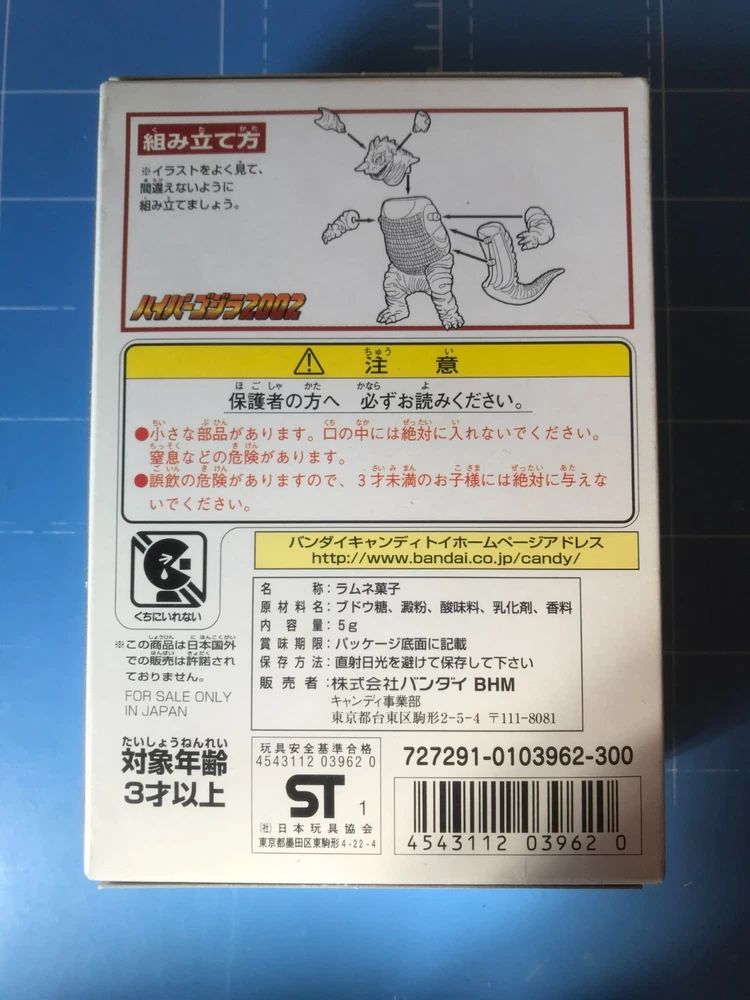 組み立て方
※イラストをよく見て、
間違えないように
組み立てましょう。
ハイパーゴジラ2002
注意
保護者の方へ 必ずお読みください。
●小さな部品があります。口の中には絶対に入れないでください。
窒息などの危険があります。
●誤飲の危険がありますので、3才未満のお子様には絶対に与えな
いでください。
くちにいれない
※この商品は日本国外
での販売は許諾され
ておりません。
FOR SALE ONLY
IN JAPAN
バンダイキャンディトイホームページアドレス
http://www.bandai.co.jp/candy/
名称:ラムネ菓子
原材料名:ブドウ糖、澱粉、酸味料、乳化剤、香料
内容量:5g
賞味期限:パッケージ底面に記載
保存方法:直射日光を避けて保存して下さい
販売者:株式会社バンダイ BHM
キャンディ事業部
東京都台東区駒形2-5-4 〒111-8081
たいしょうねんれい
対象年齢
3才以上
玩具安全基準合格
4543112 03962 0
ST 1
(社)日本玩具協会
東京都墨田区東駒形4-22-4
727291-0103962-300
4543112 03962 0